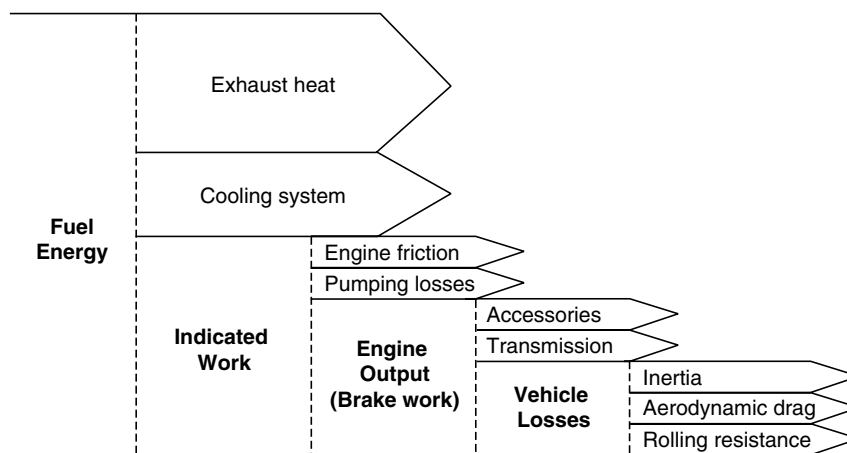 Exhaust heat
Cooling system
Fuel
Energy
Engine friction
Pumping losses
Indicated
Work
Accessories
Transmission
Engine
Output
(Brake work)
Inertia
Aerodynamic drag
Rolling resistance
Vehicle
Losses